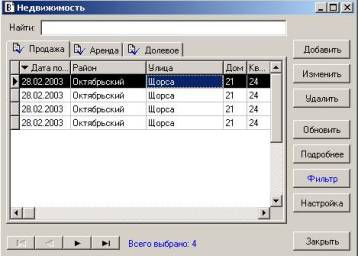 Недвижимость
Найти:
Продажа Аренда Долевое
Дата по... Район Улица Дом Кв...
28.02.2003 Октябрьский Щорса 21 24
28.02.2003 Октябрьский Щорса 21 24
28.02.2003 Октябрьский Щорса 21 24
28.02.2003 Октябрьский Щорса 21 24
Добавить
Изменить
Удалить
Обновить
Подробнее
Фильтр
Настройка
Всего выбрано: 4
Закрыть